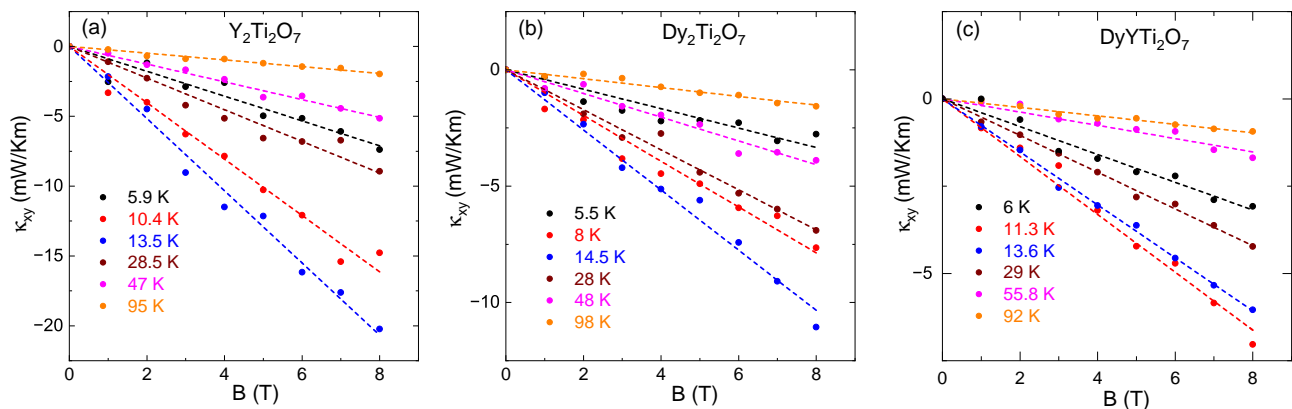 (a) Y₂Ti₂O₇
0
−5
−10
−15
−20
κxy (mW/Km)
5.9 K
10.4 K
13.5 K
28.5 K
47 K
95 K
0 2 4 6 8
B (T)
(b) Dy₂Ti₂O₇
0
−5
−10
κxy (mW/Km)
5.5 K
8 K
14.5 K
28 K
48 K
98 K
0 2 4 6 8
B (T)
(c) DyYTi₂O₇
0
−5
κxy (mW/Km)
6 K
11.3 K
13.6 K
29 K
55.8 K
92 K
0 2 4 6 8
B (T)